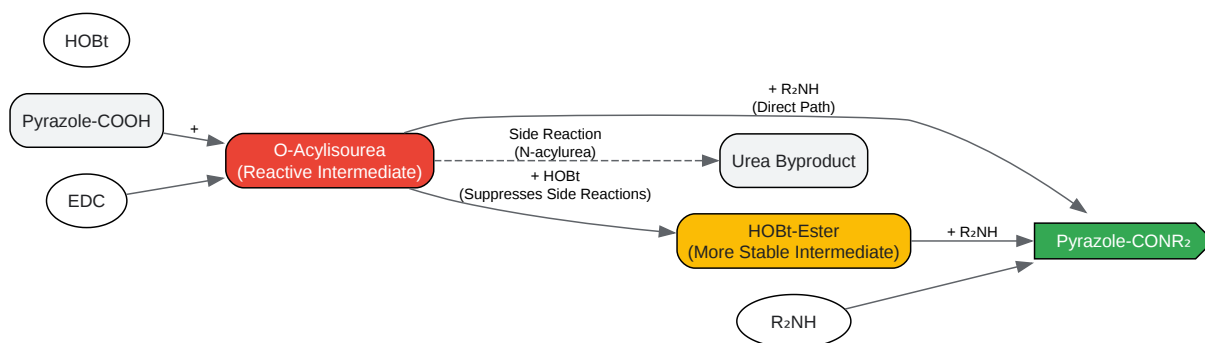 HOBt
Pyrazole-COOH
+
EDC
O-Acylisourea
(Reactive Intermediate)
+ R₂NH
(Direct Path)
Side Reaction
(N-acylurea)
Urea Byproduct
+ HOBt
(Suppresses Side Reactions)
HOBt-Ester
(More Stable Intermediate)
+ R₂NH
Pyrazole-CONR₂
R₂NH